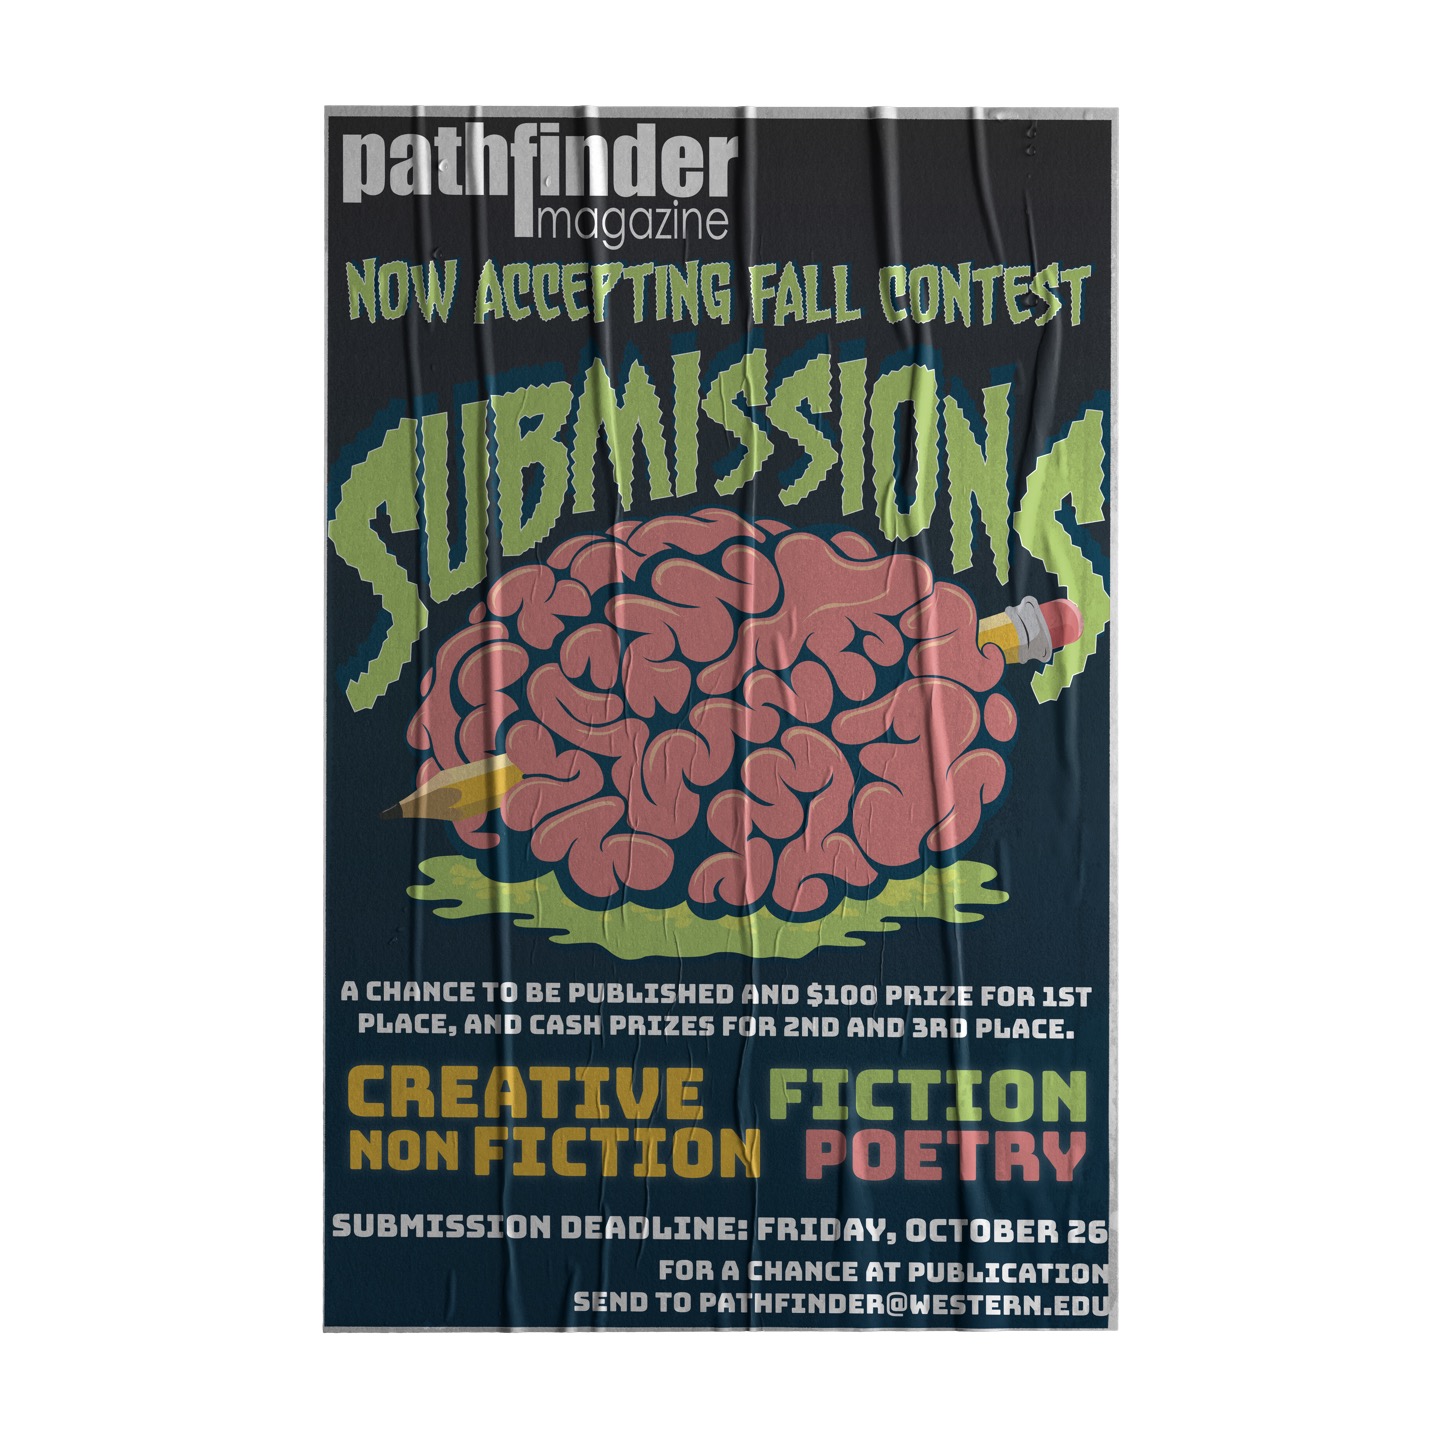 pathfinder
magazine
NOW ACCEPTING FALL CONTEST
SUBMISSIONS
A CHANCE TO BE PUBLISHED AND $100 PRIZE FOR 1ST
PLACE, AND CASH PRIZES FOR 2ND AND 3RD PLACE.
CREATIVE
NON FICTION
FICTION
POETRY
SUBMISSION DEADLINE: FRIDAY, OCTOBER 26
FOR A CHANCE AT PUBLICATION
SEND TO PATHFINDER@WESTERN.EDU